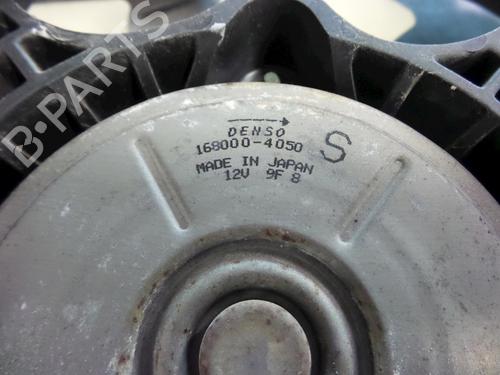 B-PARTS
DENSO
168000-4050 S
MADE IN JAPAN
12V 9F 8